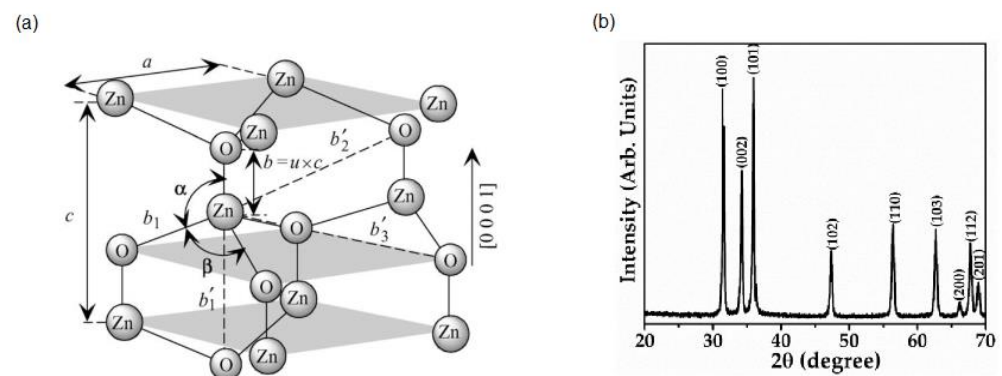 (a)
a
Zn
Zn
Zn
Zn
O
O
b = u × c
b′₂
α
c
b₁
Zn
Zn
O
b′₃
[0 0 0 1]
O
β
O
O
b′₁
Zn
Zn
Zn
Zn
O
(b)
Intensity (Arb. Units)
(100)
(002)
(101)
(102)
(110)
(103)
(200)
(112)
(201)
20 30 40 50 60 70
2θ (degree)